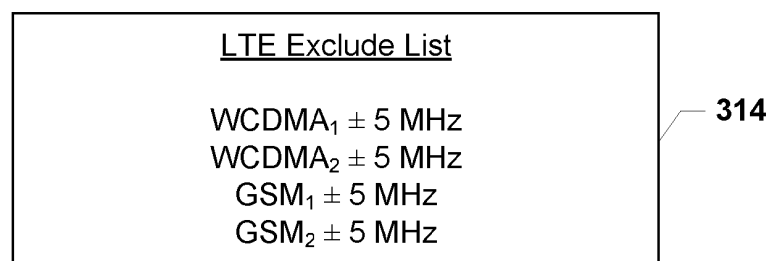 LTE Exclude List
314
WCDMA₁ ± 5 MHz
WCDMA₂ ± 5 MHz
GSM₁ ± 5 MHz
GSM₂ ± 5 MHz